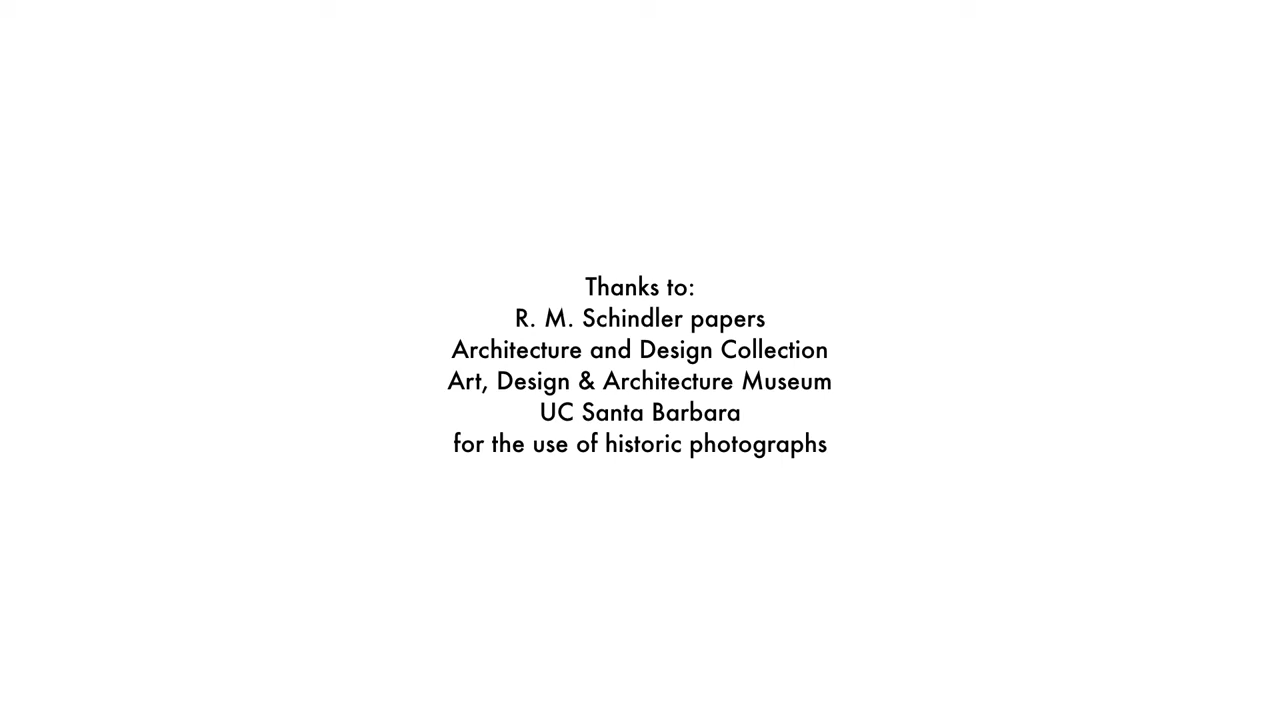 Thanks to:
R. M. Schindler papers
Architecture and Design Collection
Art, Design & Architecture Museum
UC Santa Barbara
for the use of historic photographs